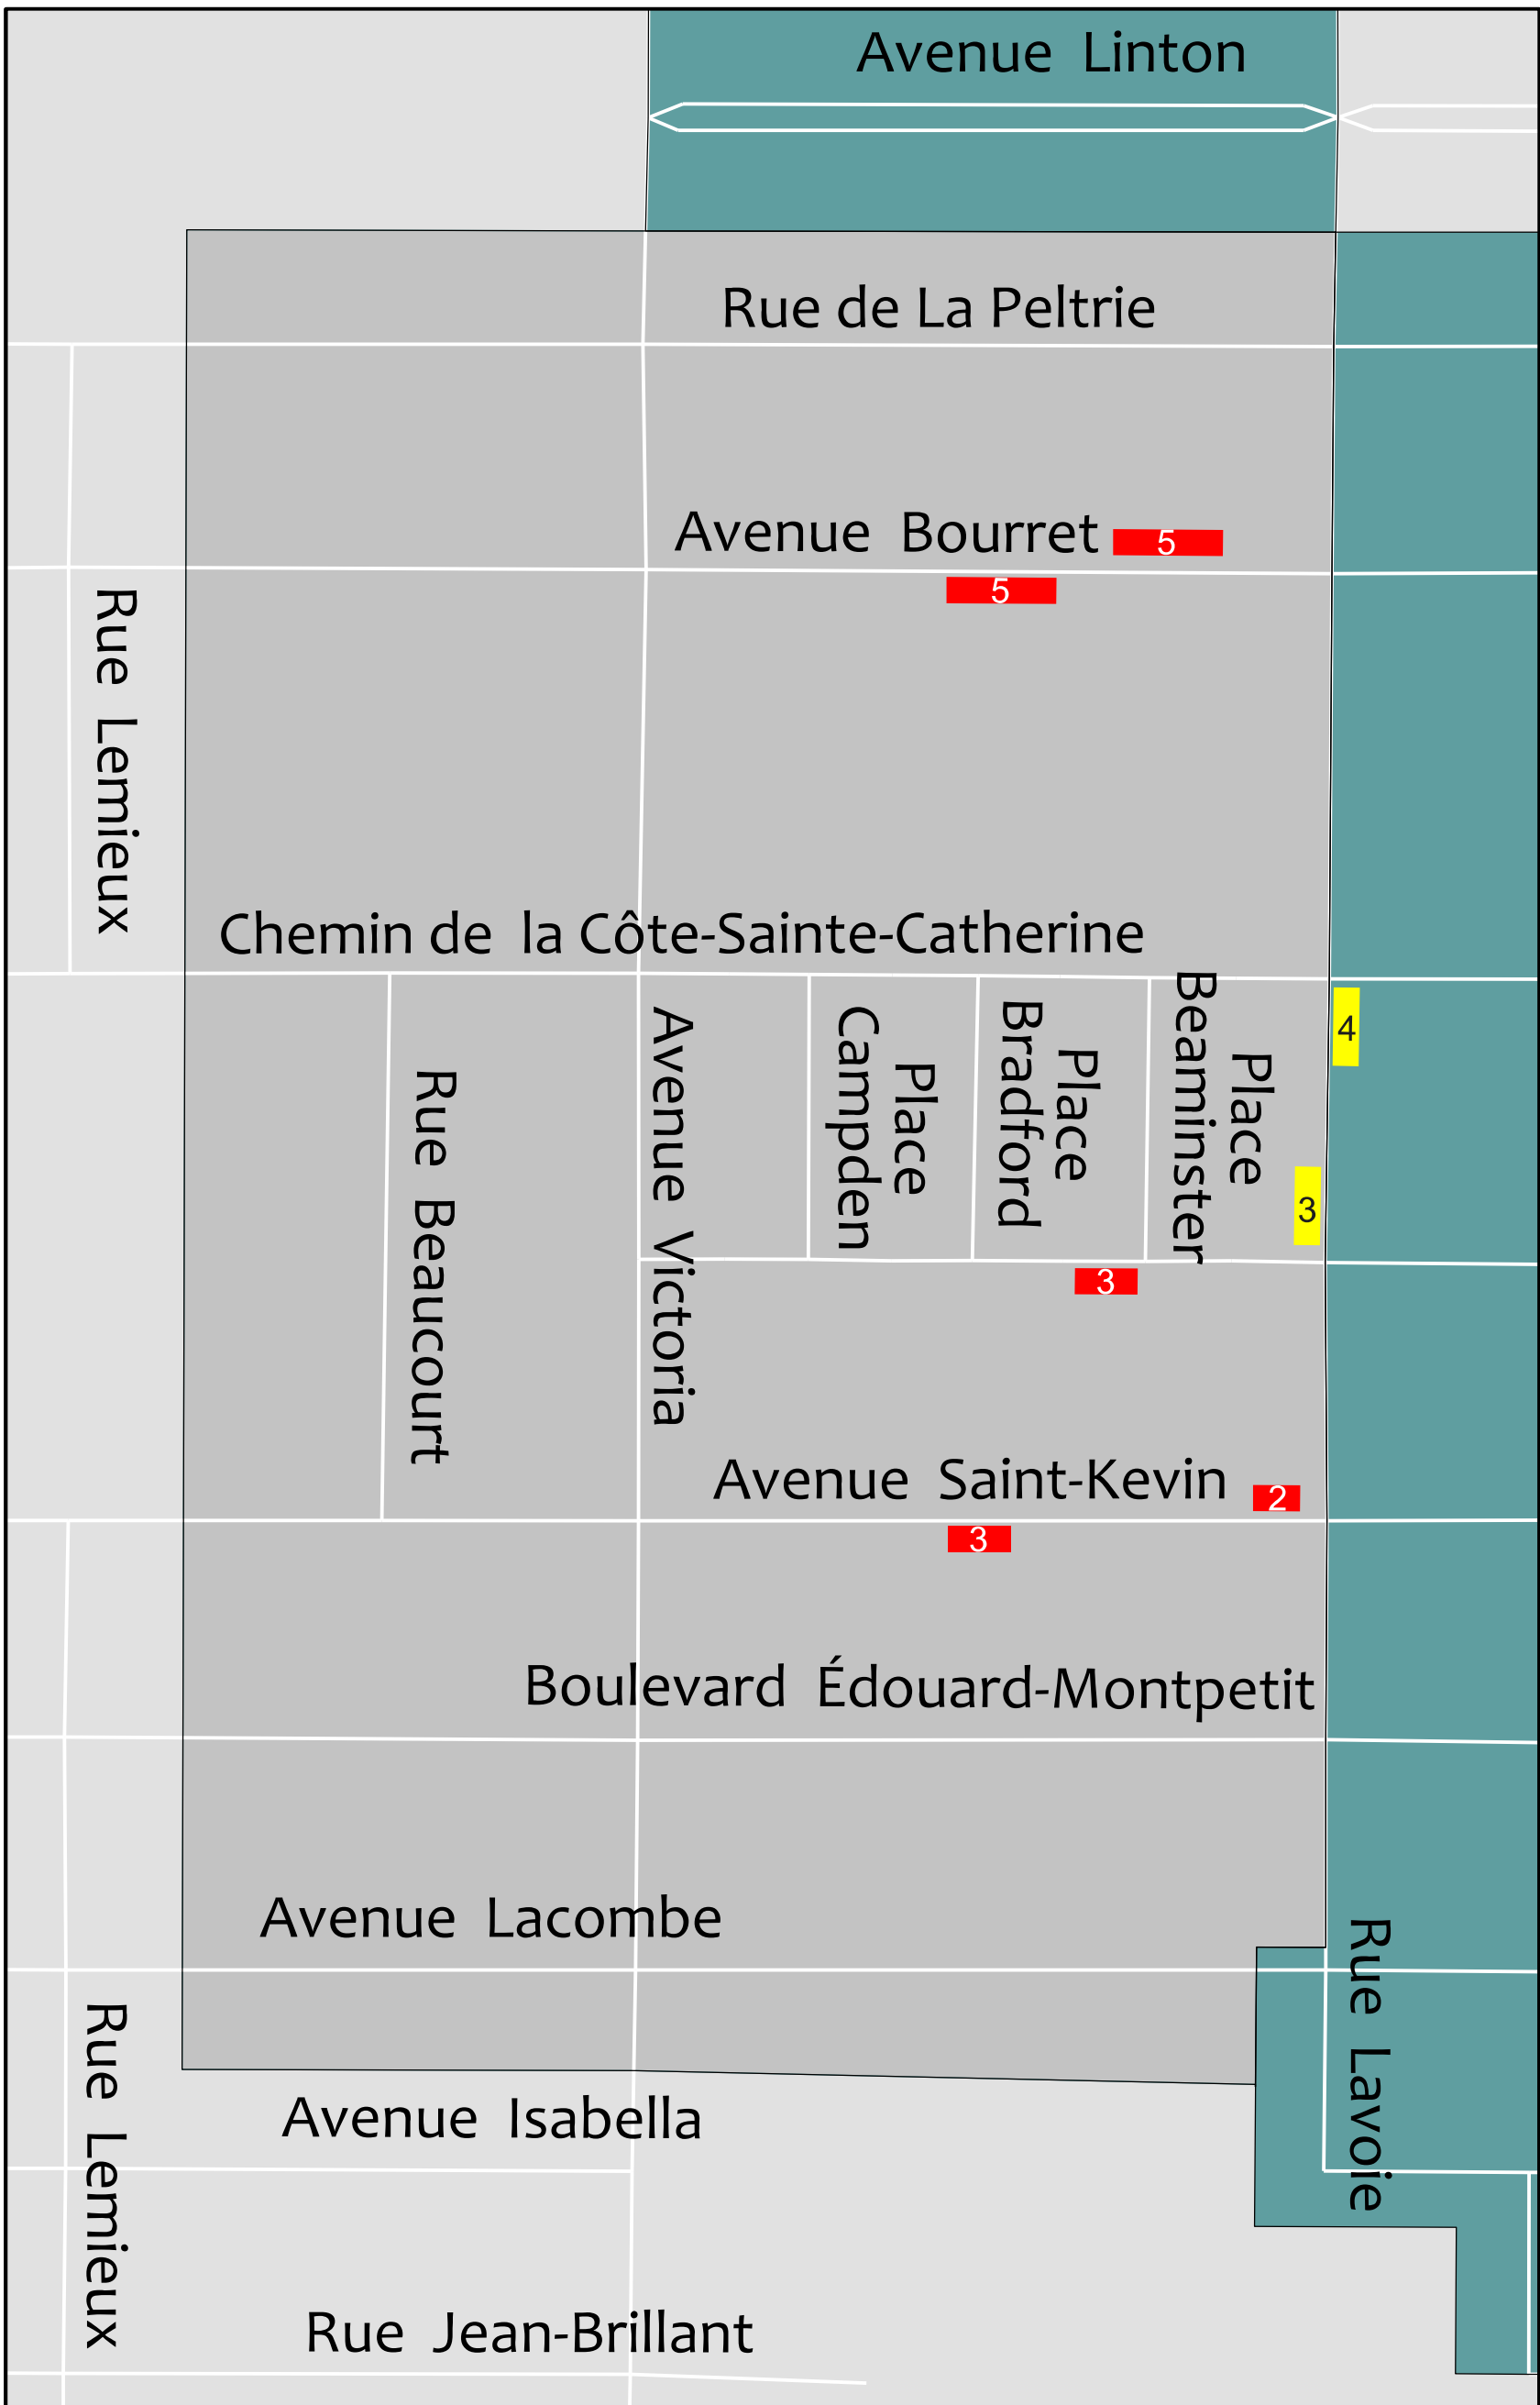 Avenue Linton
Rue de La Peltrie
Avenue Bourret
5
5
Rue Lemieux
Chemin de la Côte-Sainte-Catherine
Rue Beaucourt
Avenue Victoria
Place
Campden
Place
Bradford
Place
Beaminster
4
3
3
Avenue Saint-Kevin
2
3
Boulevard Édouard-Montpetit
Avenue Lacombe
Rue Lavoie
Rue Lemieux
Avenue Isabella
Rue Jean-Brillant